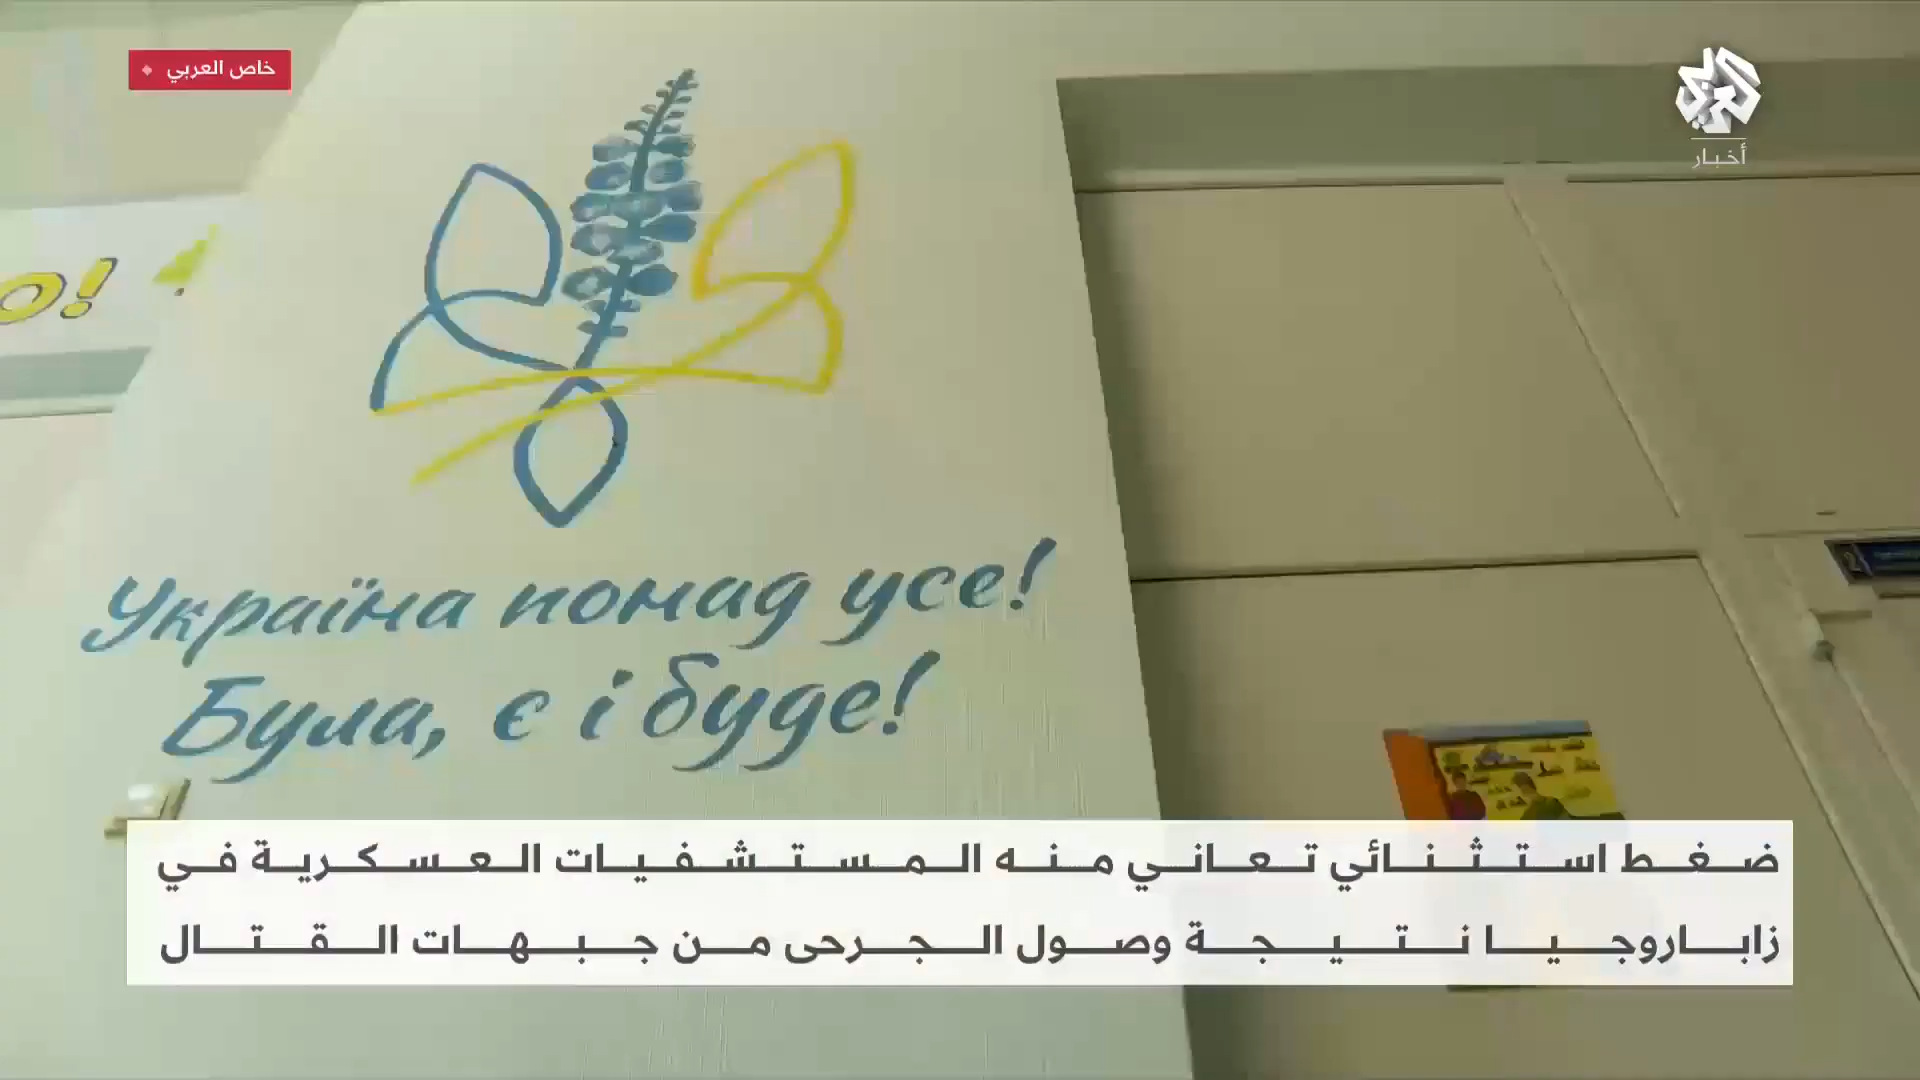 خاص العربي
العربي
أخبار
О!
Україна понад усе!
Була, є і буде!
ضغط استثنائي تعاني منه المستشفيات العسكرية في
زاباروجيا نتيجة وصول الجرحى من جبهات القتال